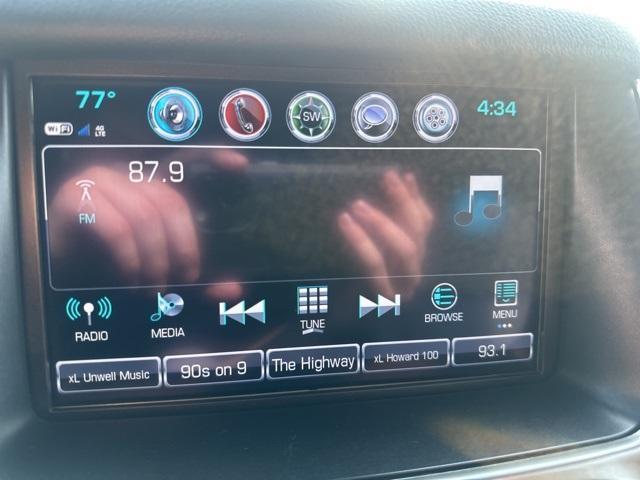 77°
4:34
WiFi 4G LTE
SW
87.9
FM
RADIO
MEDIA
TUNE
BROWSE
MENU
xL Unwell Music
90s on 9
The Highway
xL Howard 100
93.1